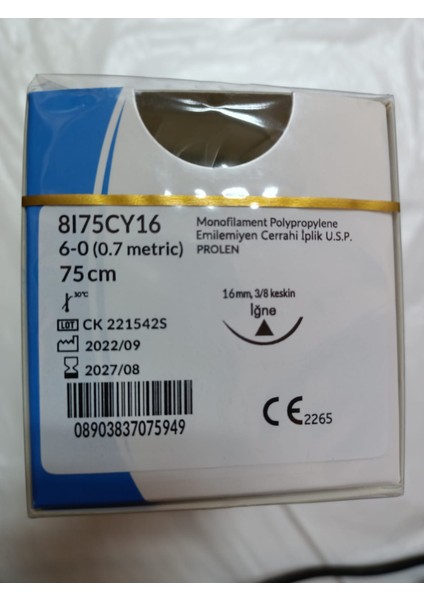 8I75CY16
6-0 (0.7 metric)
75cm
Monofilament Polypropylene
Emilemiyen Cerrahi İplik U.S.P.
PROLEN
30°C
LOT CK 221542S
2022/09
2027/08
08903837075949
16mm, 3/8 keskin
İğne
CE 2265